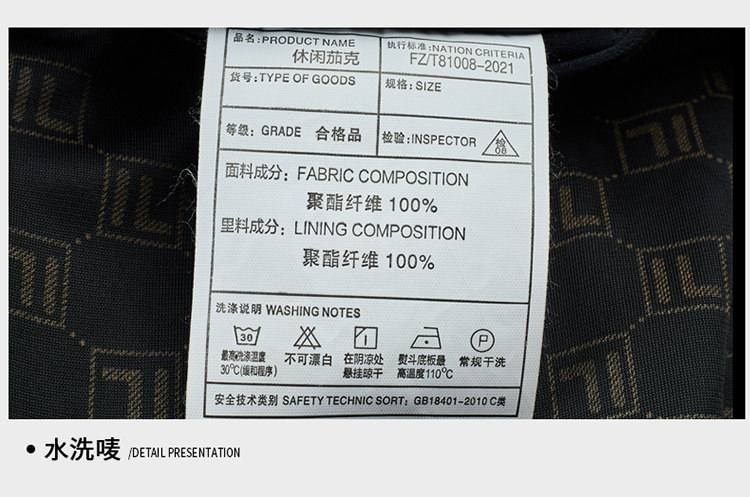 品名: PRODUCT NAME
休闲茄克
执行标准: NATION CRITERIA
FZ/T81008-2021
货号: TYPE OF GOODS
规格: SIZE
等级: GRADE 合格品
检验: INSPECTOR 检 08
面料成分: FABRIC COMPOSITION
聚酯纤维 100%
里料成分: LINING COMPOSITION
聚酯纤维 100%
洗涤说明 WASHING NOTES
30
P
最高洗涤温度
30℃(缓和程序)
不可漂白
在阴凉处
悬挂晾干
熨斗底板最
高温度110℃
常规干洗
安全技术类别 SAFETY TECHNIC SORT; GB18401-2010 C类
• 水洗唛 /DETAIL PRESENTATION